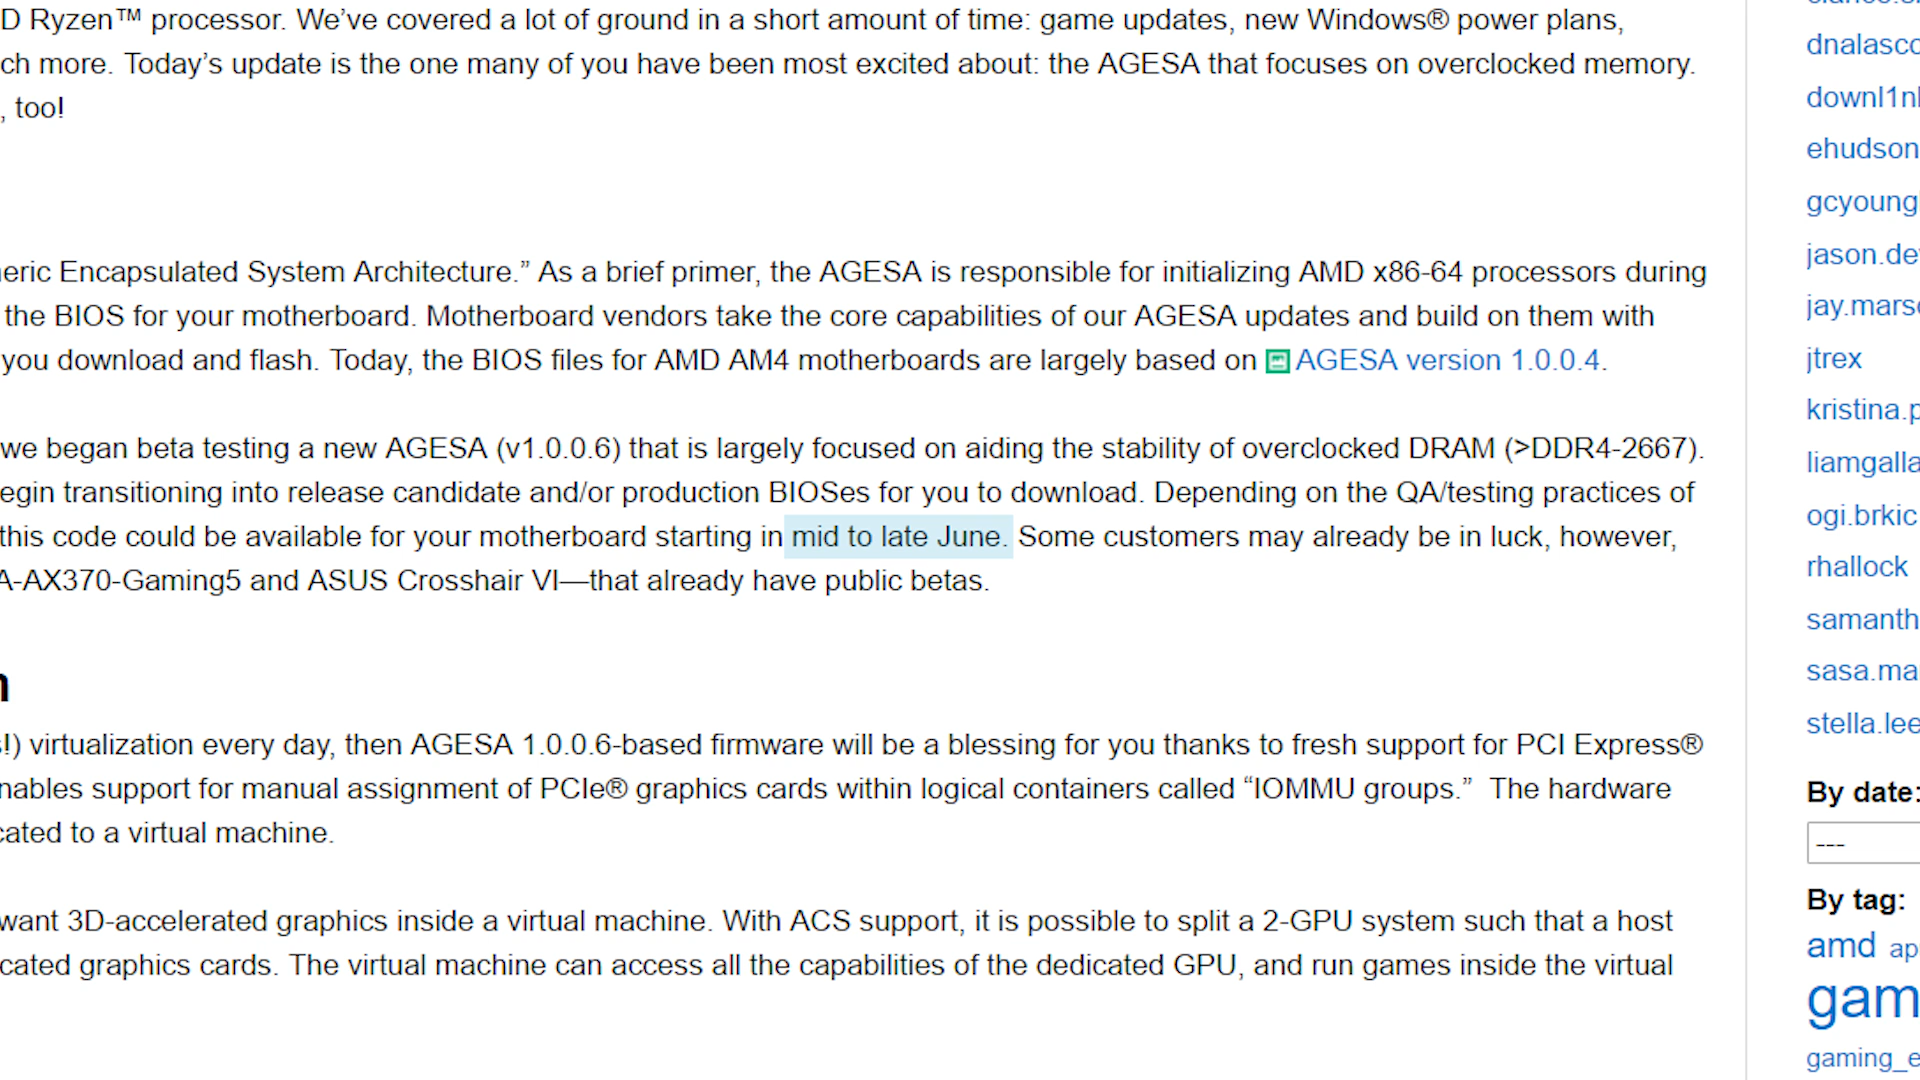 D Ryzen™ processor. We’ve covered a lot of ground in a short amount of time: game updates, new Windows® power plans,
ch more. Today’s update is the one many of you have been most excited about: the AGESA that focuses on overclocked memory.
, too!
eric Encapsulated System Architecture.” As a brief primer, the AGESA is responsible for initializing AMD x86-64 processors during
the BIOS for your motherboard. Motherboard vendors take the core capabilities of our AGESA updates and build on them with
you download and flash. Today, the BIOS files for AMD AM4 motherboards are largely based on AGESA version 1.0.0.4.
we began beta testing a new AGESA (v1.0.0.6) that is largely focused on aiding the stability of overclocked DRAM (>DDR4-2667).
egin transitioning into release candidate and/or production BIOSes for you to download. Depending on the QA/testing practices of
this code could be available for your motherboard starting in mid to late June. Some customers may already be in luck, however,
A-AX370-Gaming5 and ASUS Crosshair VI—that already have public betas.
!) virtualization every day, then AGESA 1.0.0.6-based firmware will be a blessing for you thanks to fresh support for PCI Express®
nables support for manual assignment of PCIe® graphics cards within logical containers called “IOMMU groups.” The hardware
cated to a virtual machine.
want 3D-accelerated graphics inside a virtual machine. With ACS support, it is possible to split a 2-GPU system such that a host
cated graphics cards. The virtual machine can access all the capabilities of the dedicated GPU, and run games inside the virtual
dnalasco
downl1nl
ehudson
gcyoung
jason.de
jay.mars
jtrex
kristina.p
liamgalla
ogi.brkic
rhallock
samanth
sasa.ma
stella.lee
By date:
---
By tag:
amd ap
gam
gaming_e